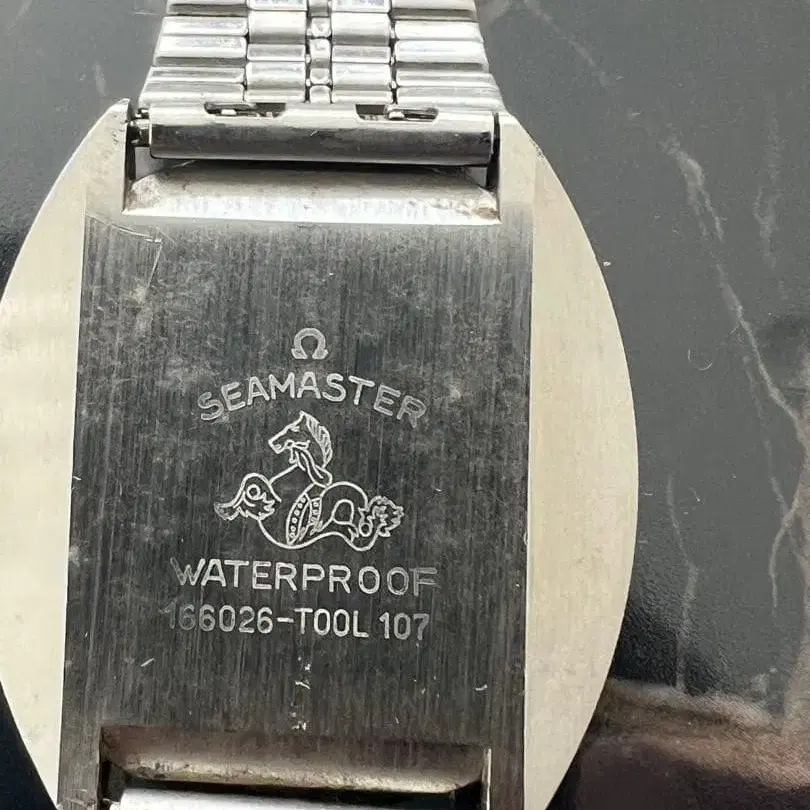 Ω
SEAMASTER
WATERPROOF
166026-TOOL 107